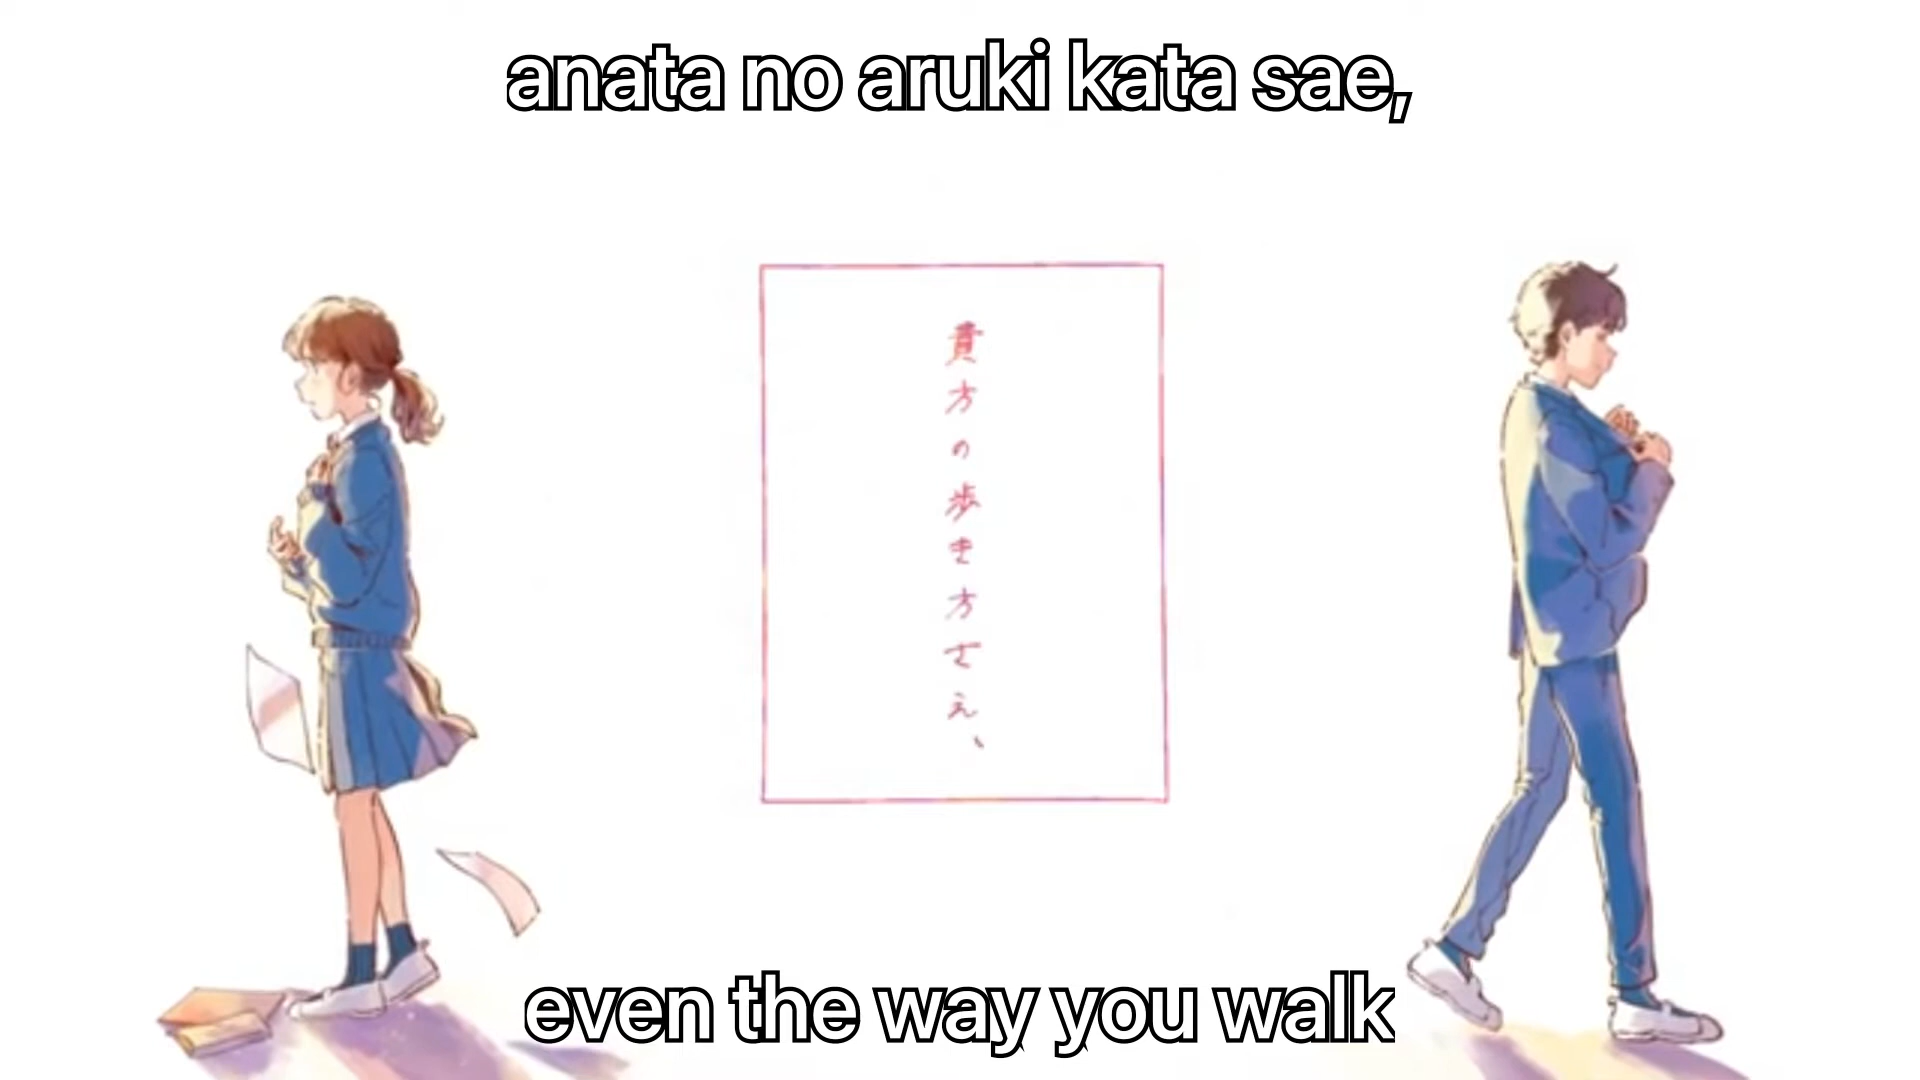 anata no aruki kata sae,
貴方の歩き方さえ、
even the way you walk